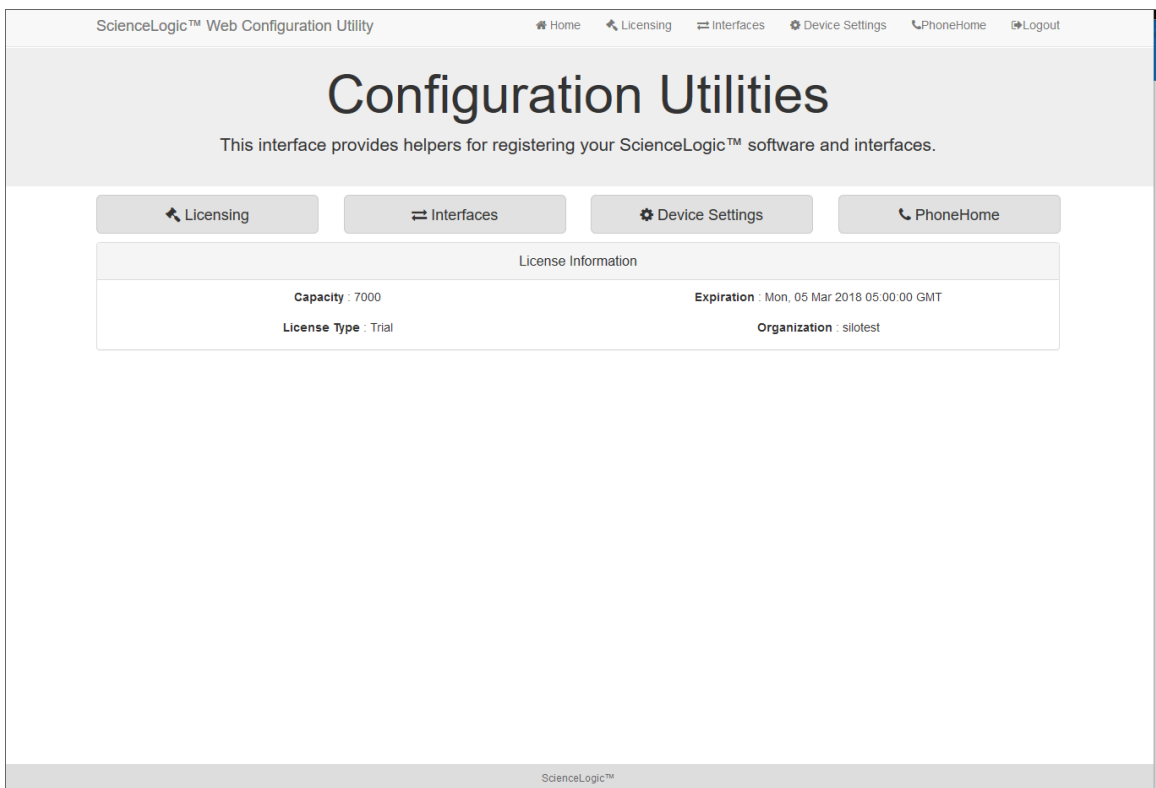 ScienceLogic™ Web Configuration Utility Home Licensing Interfaces Device Settings PhoneHome Logout
Configuration Utilities
This interface provides helpers for registering your ScienceLogic™ software and interfaces.
Licensing Interfaces Device Settings PhoneHome
License Information
Capacity : 7000 Expiration : Mon, 05 Mar 2018 05:00:00 GMT
License Type : Trial Organization : silotest
ScienceLogic™